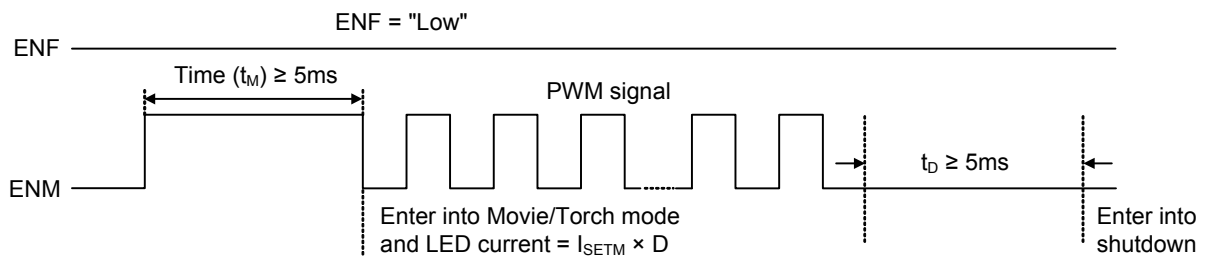 ENF = "Low"
ENF
Time (tM) ≥ 5ms
PWM signal
tD ≥ 5ms
ENM
Enter into Movie/Torch mode
and LED current = ISETM × D
Enter into
shutdown